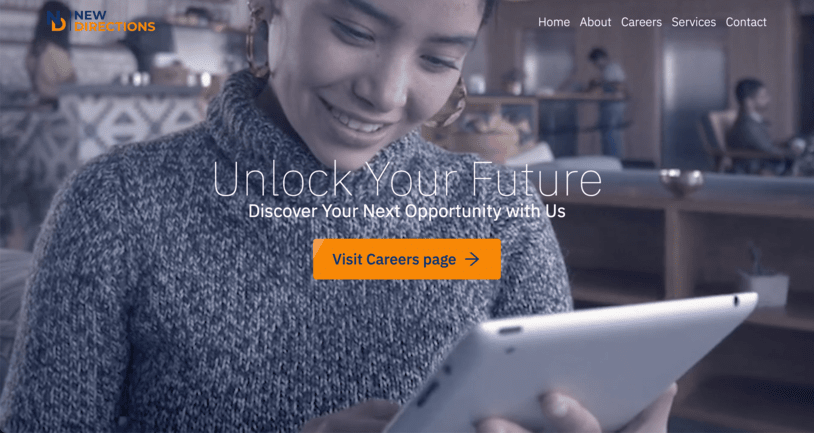 NEW
DIRECTIONS
Home About Careers Services Contact
Unlock Your Future
Discover Your Next Opportunity with Us
Visit Careers page →